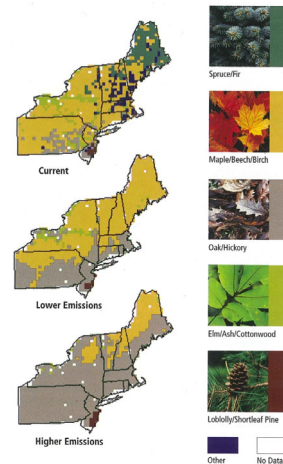 Spruce/Fir
Maple/Beech/Birch
Current
Oak/Hickory
Lower Emissions
Elm/Ash/Cottonwood
Loblolly/Shortleaf Pine
Higher Emissions
Other
No Data